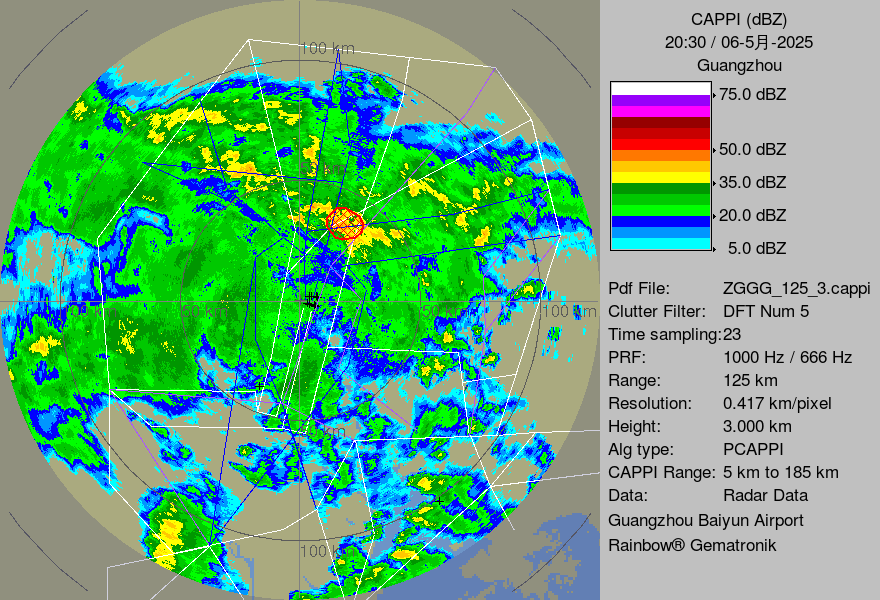 CAPPI (dBZ)
20:30 / 06-5月-2025
Guangzhou
75.0 dBZ
50.0 dBZ
35.0 dBZ
20.0 dBZ
5.0 dBZ
Pdf File: ZGGG_125_3.cappi
Clutter Filter: DFT Num 5
Time sampling:23
PRF: 1000 Hz / 666 Hz
Range: 125 km
Resolution: 0.417 km/pixel
Height: 3.000 km
Alg type: PCAPPI
CAPPI Range: 5 km to 185 km
Data: Radar Data
Guangzhou Baiyun Airport
Rainbow® Gematronik
100 km
50 km
50 km
100 km
100 km